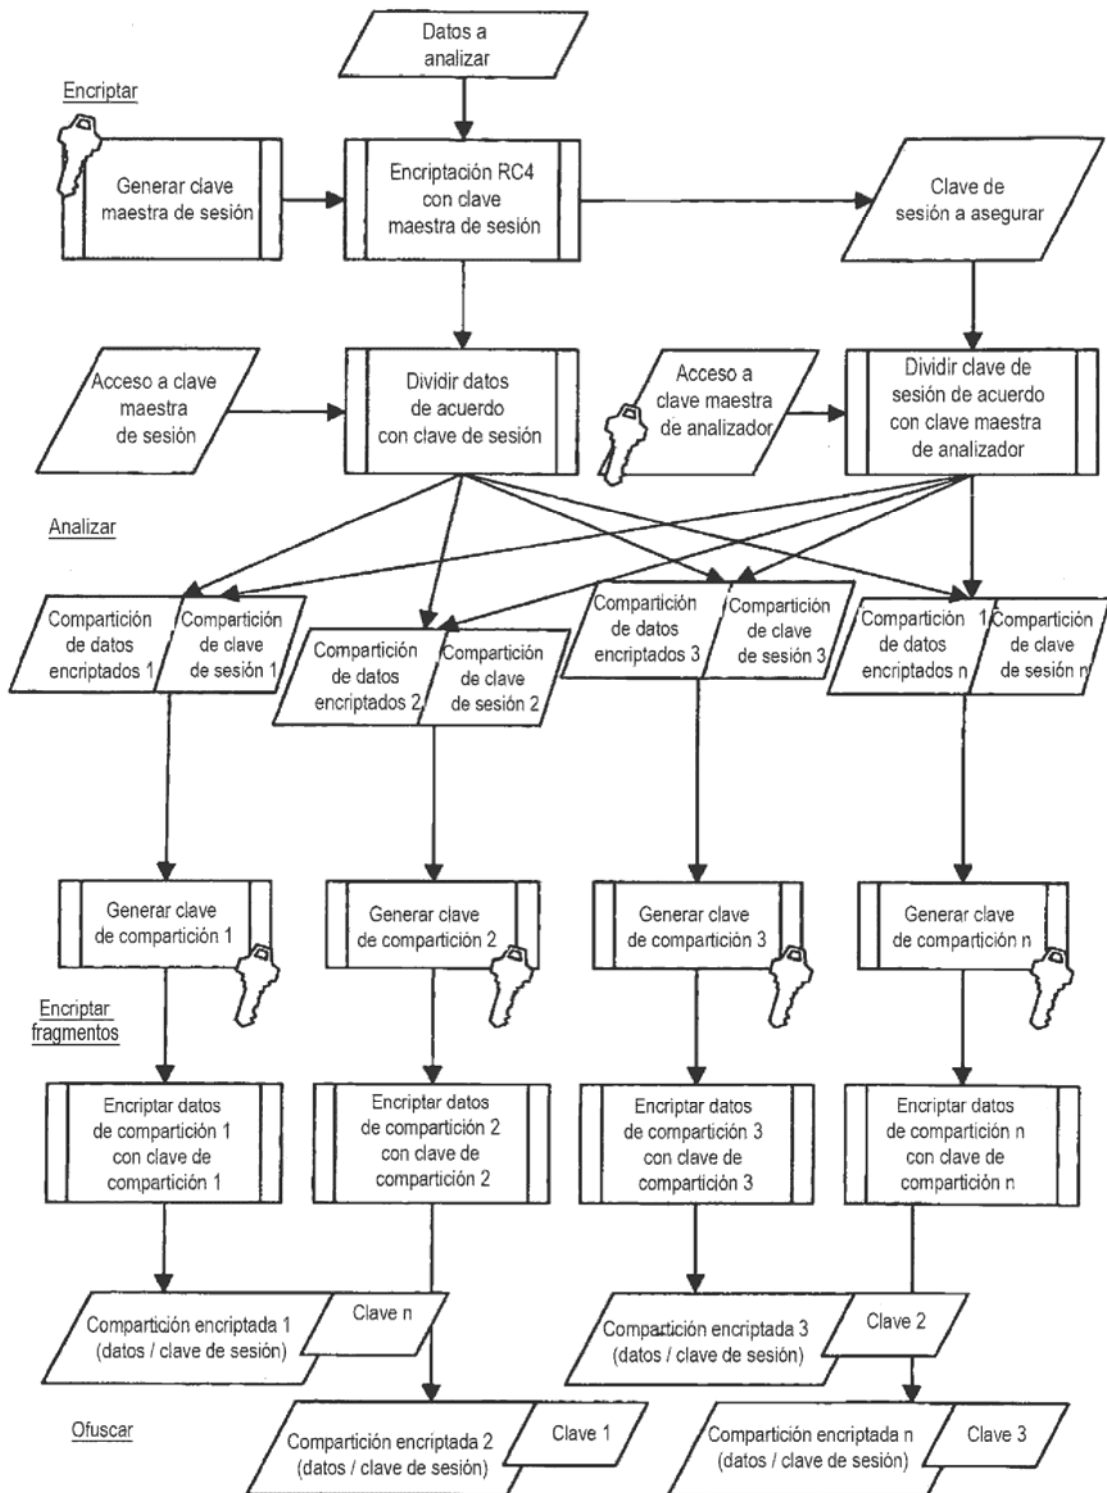 Datos a
analizar
Encriptar
Generar clave
maestra de sesión
Encriptación RC4
con clave
maestra de sesión
Clave de
sesión a asegurar
Acceso a clave
maestra
de sesión
Dividir datos
de acuerdo
con clave de sesión
Acceso a
clave maestra
de analizador
Dividir clave de
sesión de acuerdo
con clave maestra
de analizador
Analizar
Compartición
de datos
encriptados 1
Compartición
de clave
de sesión 1
Compartición
de datos
encriptados 2
Compartición
de clave
de sesión 2
Compartición
de datos
encriptados 3
Compartición
de clave
de sesión 3
Compartición
de datos
encriptados n
1
Compartición
de clave
de sesión n
Generar clave
de compartición 1
Generar clave
de compartición 2
Generar clave
de compartición 3
Generar clave
de compartición n
Encriptar
fragmentos
Encriptar datos
de compartición 1
con clave de
compartición 1
Encriptar datos
de compartición 2
con clave de
compartición 2
Encriptar datos
de compartición 3
con clave de
compartición 3
Encriptar datos
de compartición n
con clave de
compartición n
Compartición encriptada 1
(datos / clave de sesión)
Clave n
Compartición encriptada 3
(datos / clave de sesión)
Clave 2
Ofuscar
Compartición encriptada 2
(datos / clave de sesión)
Clave 1
Compartición encriptada n
(datos / clave de sesión)
Clave 3